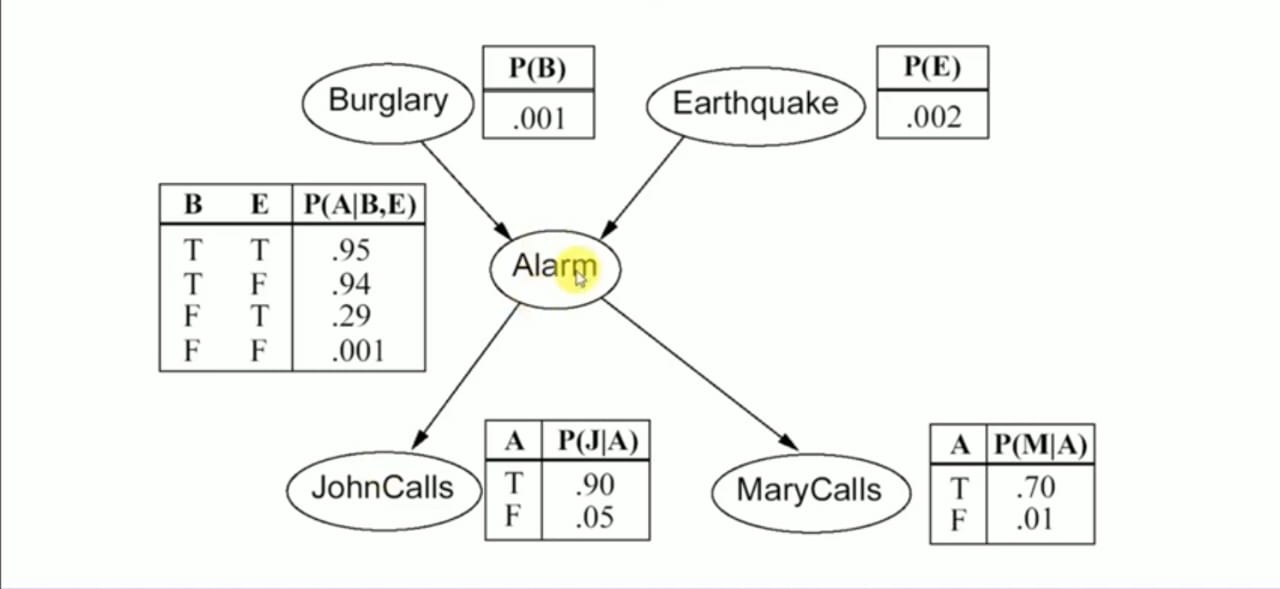 Burglary
P(B)
.001
Earthquake
P(E)
.002
B E P(A|B,E)
T T .95
T F .94
F T .29
F F .001
Alarm
JohnCalls
A P(J|A)
T .90
F .05
MaryCalls
A P(M|A)
T .70
F .01